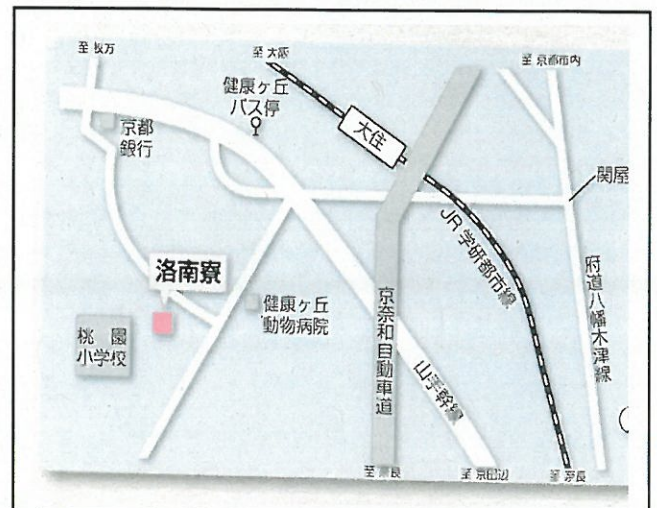 至 枚方
至 大阪
至 京都市内
健康ヶ丘
バス停
京都
銀行
大住
関屋
JR 学研都市線
洛南寮
府道八幡木津線
健康ヶ丘
動物病院
桃園
小学校
京奈和自動車道
山手幹線
至 奈良
至 京田辺